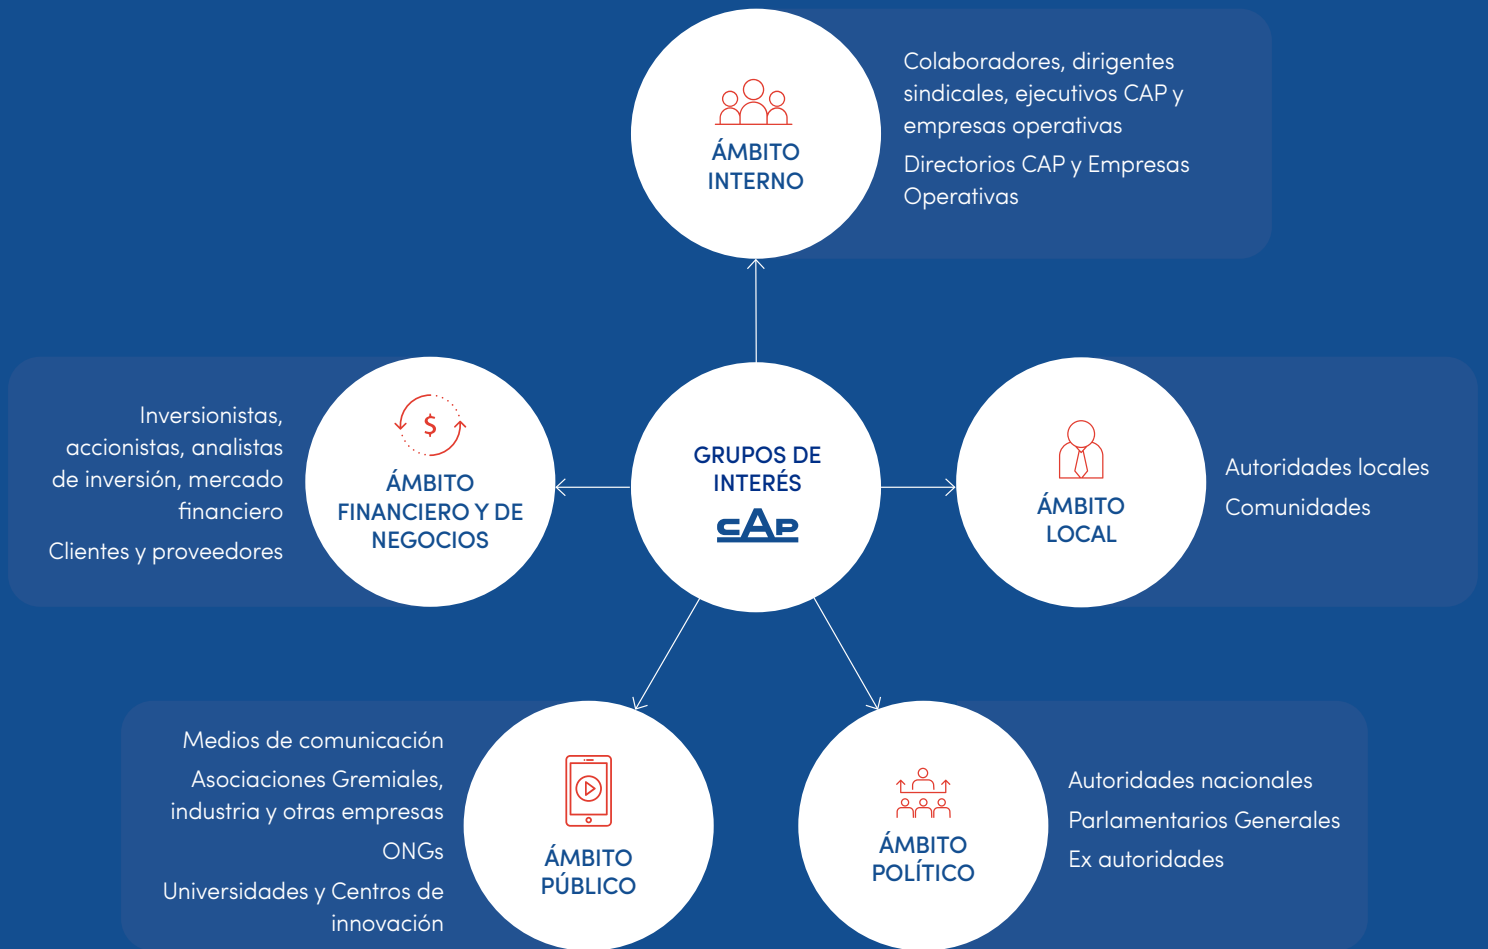 ÁMBITO
INTERNO
Colaboradores, dirigentes
sindicales, ejecutivos CAP y
empresas operativas
Directorios CAP y Empresas
Operativas
Inversionistas,
accionistas, analistas
de inversión, mercado
financiero
Clientes y proveedores
$
ÁMBITO
FINANCIERO Y DE
NEGOCIOS
GRUPOS DE
INTERÉS
CAP
ÁMBITO
LOCAL
Autoridades locales
Comunidades
Medios de comunicación
Asociaciones Gremiales,
industria y otras empresas
ONGs
Universidades y Centros de
innovación
ÁMBITO
PÚBLICO
ÁMBITO
POLÍTICO
Autoridades nacionales
Parlamentarios Generales
Ex autoridades